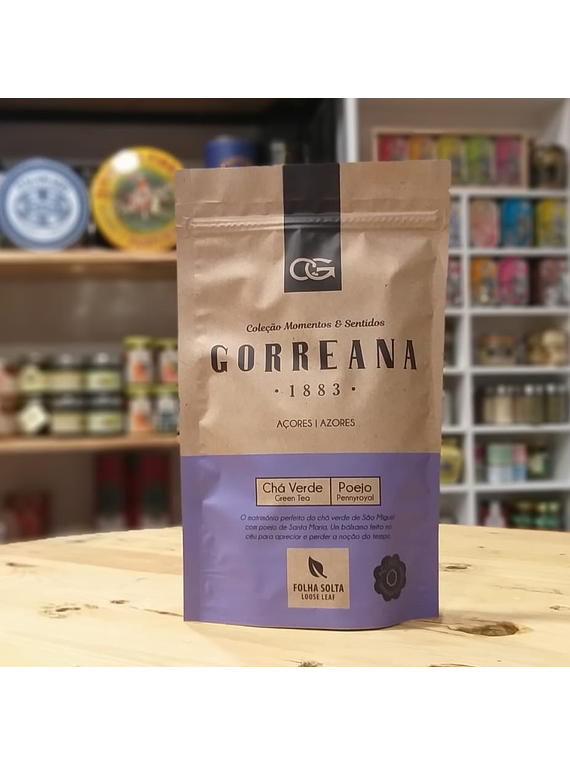 CG
Coleção Momentos & Sentidos
GORREANA
• 1883 •
AÇORES | AZORES
Chá Verde Poejo
Green Tea Pennyroyal
O matrimónio perfeito do chá verde de São Miguel
com poejo de Santa Maria. Um bálsamo feito no
céu para apreciar e perder a noção do tempo.
FOLHA SOLTA
LOOSE LEAF